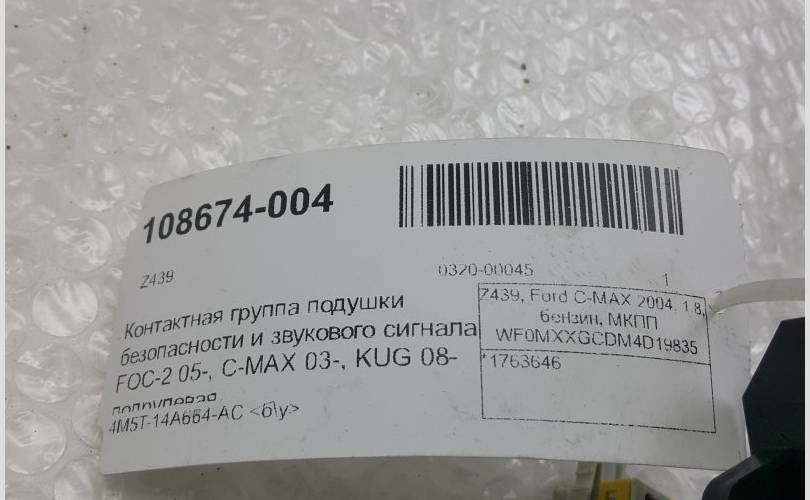 108674-004
Z439
0320-00045
1
Контактная группа подушки
безопасности и звукового сигнала
FOC-2 05-, C-MAX 03-, KUG 08-
4M5T-14A664-AC <б\у>
Z439, Ford C-MAX 2004, 1.8,
бензин, МКПП
WF0MXXGCDM4D19835
*1763646